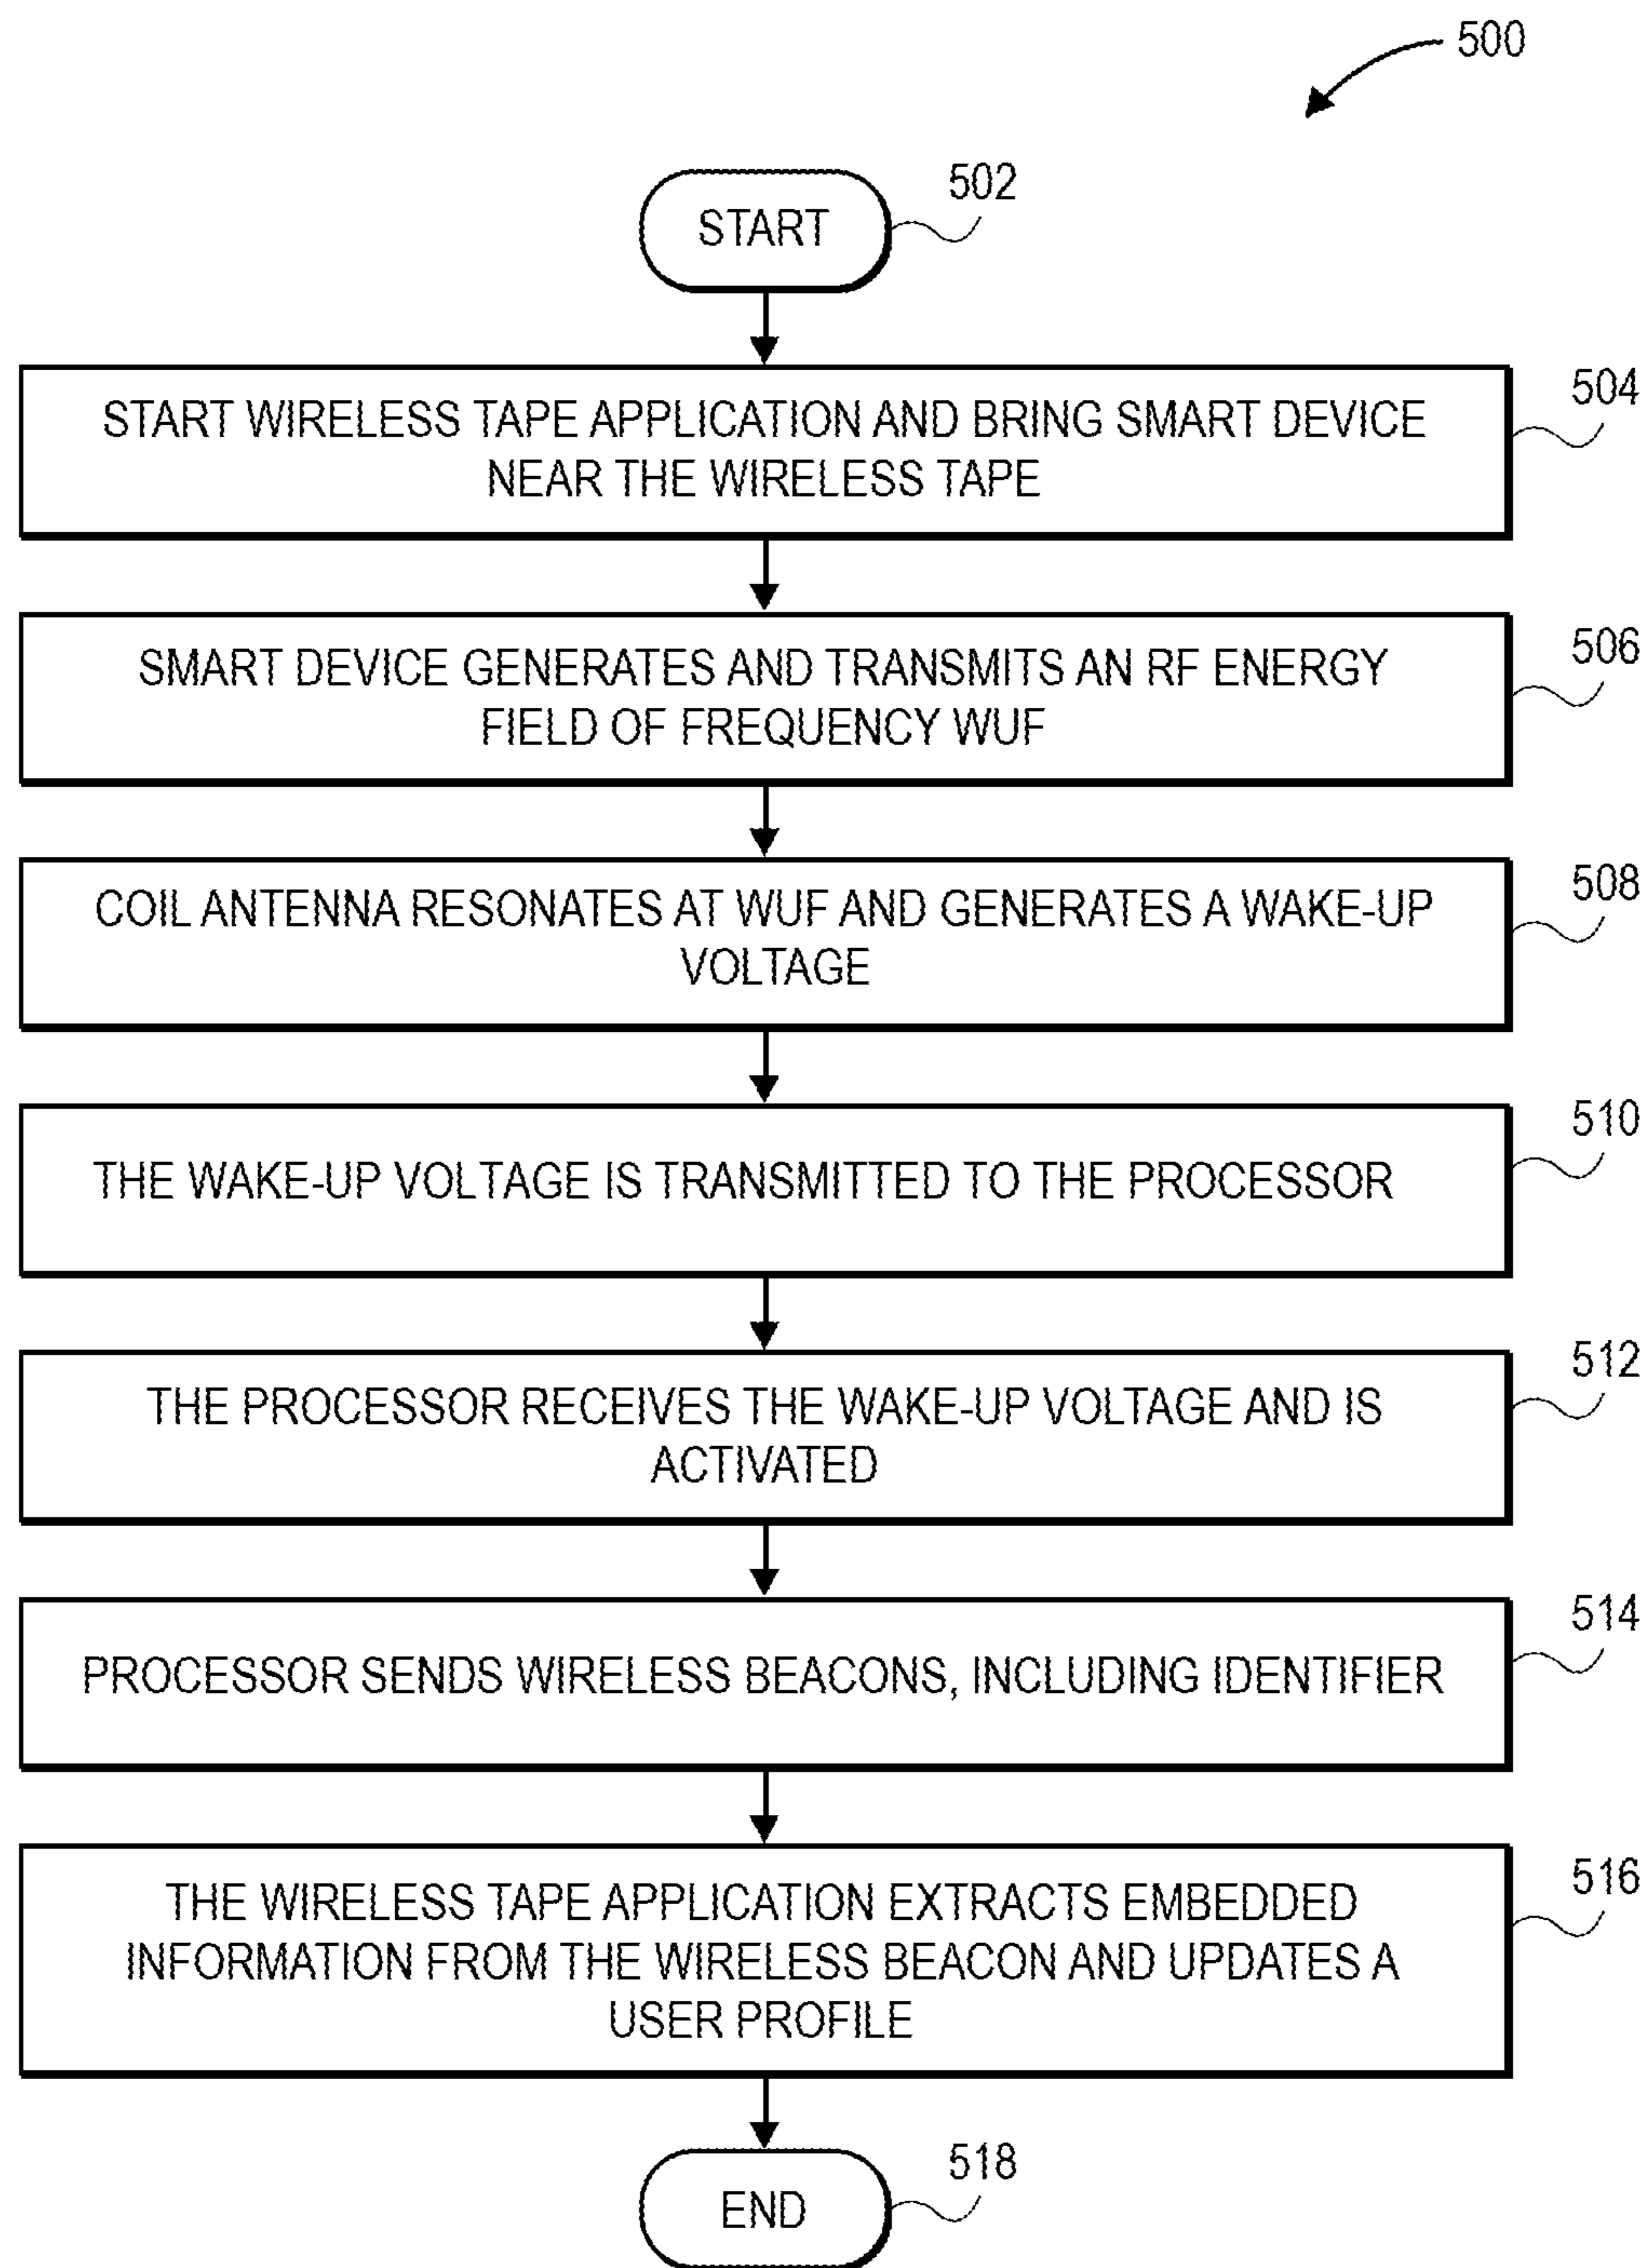 500
START
502
START WIRELESS TAPE APPLICATION AND BRING SMART DEVICE
NEAR THE WIRELESS TAPE
504
SMART DEVICE GENERATES AND TRANSMITS AN RF ENERGY
FIELD OF FREQUENCY WUF
506
COIL ANTENNA RESONATES AT WUF AND GENERATES A WAKE-UP
VOLTAGE
508
THE WAKE-UP VOLTAGE IS TRANSMITTED TO THE PROCESSOR
510
THE PROCESSOR RECEIVES THE WAKE-UP VOLTAGE AND IS
ACTIVATED
512
PROCESSOR SENDS WIRELESS BEACONS, INCLUDING IDENTIFIER
514
THE WIRELESS TAPE APPLICATION EXTRACTS EMBEDDED
INFORMATION FROM THE WIRELESS BEACON AND UPDATES A
USER PROFILE
516
END
518